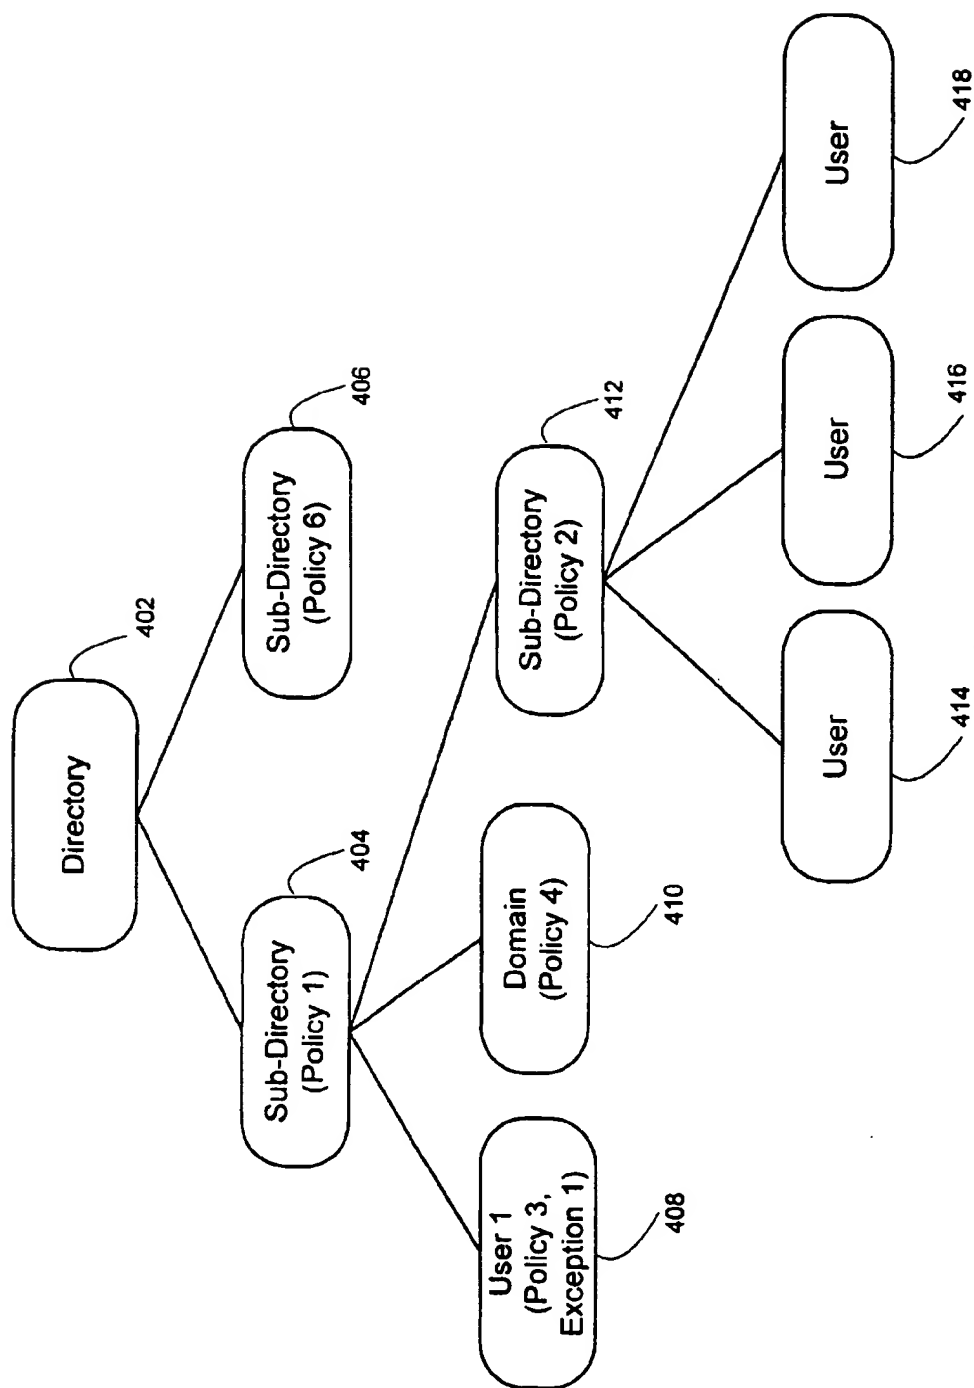 Directory
402
Sub-Directory
(Policy 1)
404
Sub-Directory
(Policy 6)
406
User 1
(Policy 3,
Exception 1)
408
Domain
(Policy 4)
410
Sub-Directory
(Policy 2)
412
User
414
User
416
User
418